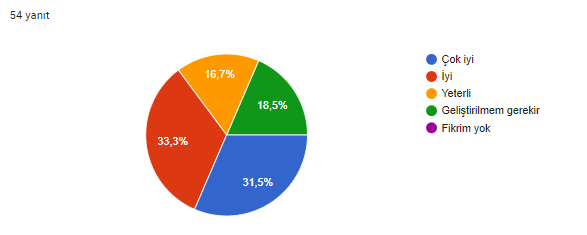 54 yanıt
Çok iyi
İyi
Yeterli
Geliştirilmem gerekir
Fikrim yok
16,7%
18,5%
33,3%
31,5%